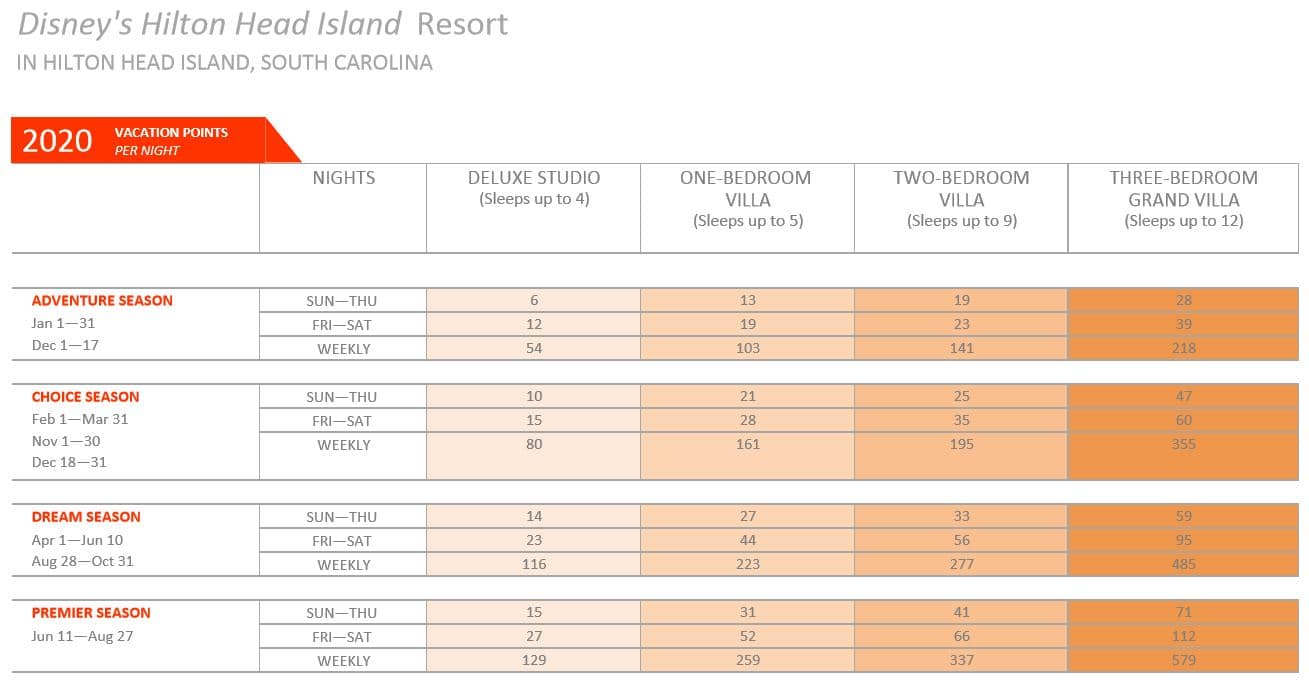 Disney's Hilton Head Island Resort
IN HILTON HEAD ISLAND, SOUTH CAROLINA
2020 VACATION POINTS
PER NIGHT
NIGHTS DELUXE STUDIO ONE-BEDROOM TWO-BEDROOM THREE-BEDROOM
(Sleeps up to 4) VILLA VILLA GRAND VILLA
(Sleeps up to 5) (Sleeps up to 9) (Sleeps up to 12)
ADVENTURE SEASON SUN—THU 6 13 19 28
Jan 1—31 FRI—SAT 12 19 23 39
Dec 1—17 WEEKLY 54 103 141 218
CHOICE SEASON SUN—THU 10 21 25 47
Feb 1—Mar 31 FRI—SAT 15 28 35 60
Nov 1—30 WEEKLY 80 161 195 355
Dec 18—31
DREAM SEASON SUN—THU 14 27 33 59
Apr 1—Jun 10 FRI—SAT 23 44 56 95
Aug 28—Oct 31 WEEKLY 116 223 277 485
PREMIER SEASON SUN—THU 15 31 41 71
Jun 11—Aug 27 FRI—SAT 27 52 66 112
WEEKLY 129 259 337 579